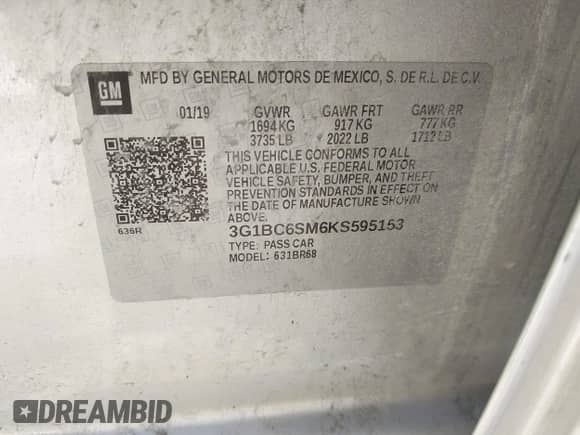 GM
MFD BY GENERAL MOTORS DE MEXICO, S. DE R.L. DE C.V.
01/19 GVWR GAWR FRT GAWR RR
1694 KG 917 KG 777 KG
3735 LB 2022 LB 1712 LB
THIS VEHICLE CONFORMS TO ALL
APPLICABLE U.S. FEDERAL MOTOR
VEHICLE SAFETY, BUMPER, AND THEFT
PREVENTION STANDARDS IN EFFECT ON
THE DATE OF MANUFACTURE SHOWN
ABOVE.
636R
3G1BC6SM6KS595153
TYPE: PASS CAR
MODEL: 631BR68
DREAMBID